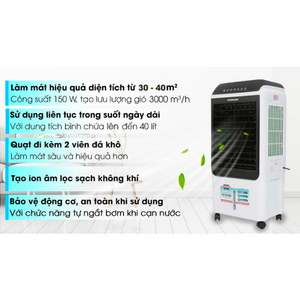 Làm mát hiệu quả diện tích từ 30 - 40m²
Công suất 150 W, tạo lưu lượng gió 3000 m³/h
Sử dụng liên tục trong suốt ngày dài
Với dung tích bình chứa lên đến 40 lít
Quạt đi kèm 2 viên đá khô
Làm mát sâu và hiệu quả hơn
Tạo ion âm lọc sạch không khí
Bảo vệ động cơ, an toàn khi sử dụng
Với chức năng tự ngắt bơm khi cạn nước